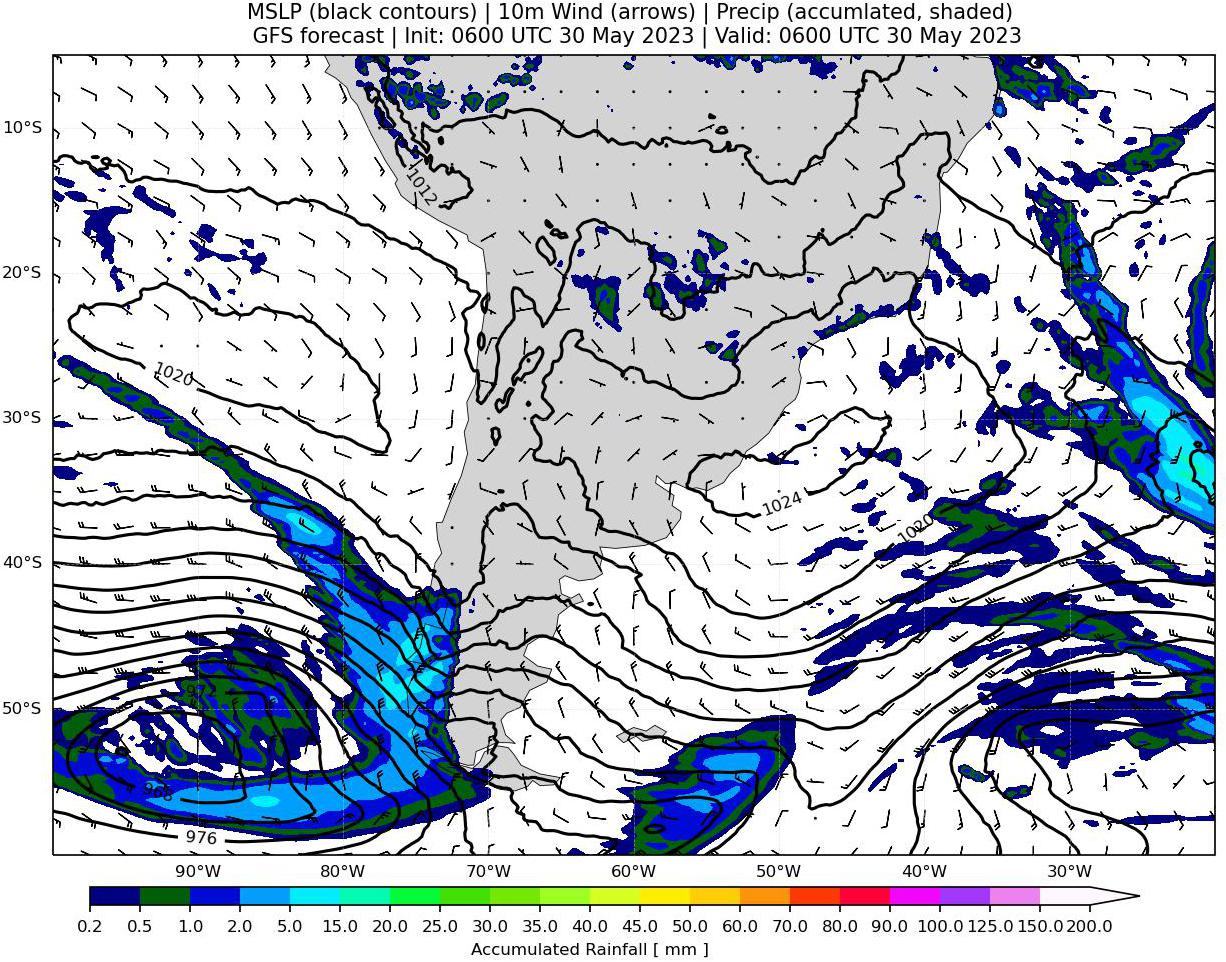 MSLP (black contours) | 10m Wind (arrows) | Precip (accumlated, shaded)
GFS forecast | Init: 0600 UTC 30 May 2023 | Valid: 0600 UTC 30 May 2023
10°S
20°S
30°S
40°S
50°S
1012
1020
1024
1020
972
968
976
90°W 80°W 70°W 60°W 50°W 40°W 30°W
0.2 0.5 1.0 2.0 5.0 10.0 15.0 20.0 25.0 30.0 35.0 40.0 45.0 50.0 60.0 70.0 80.0 90.0 100.0 125.0 150.0 200.0
Accumulated Rainfall [ mm ]